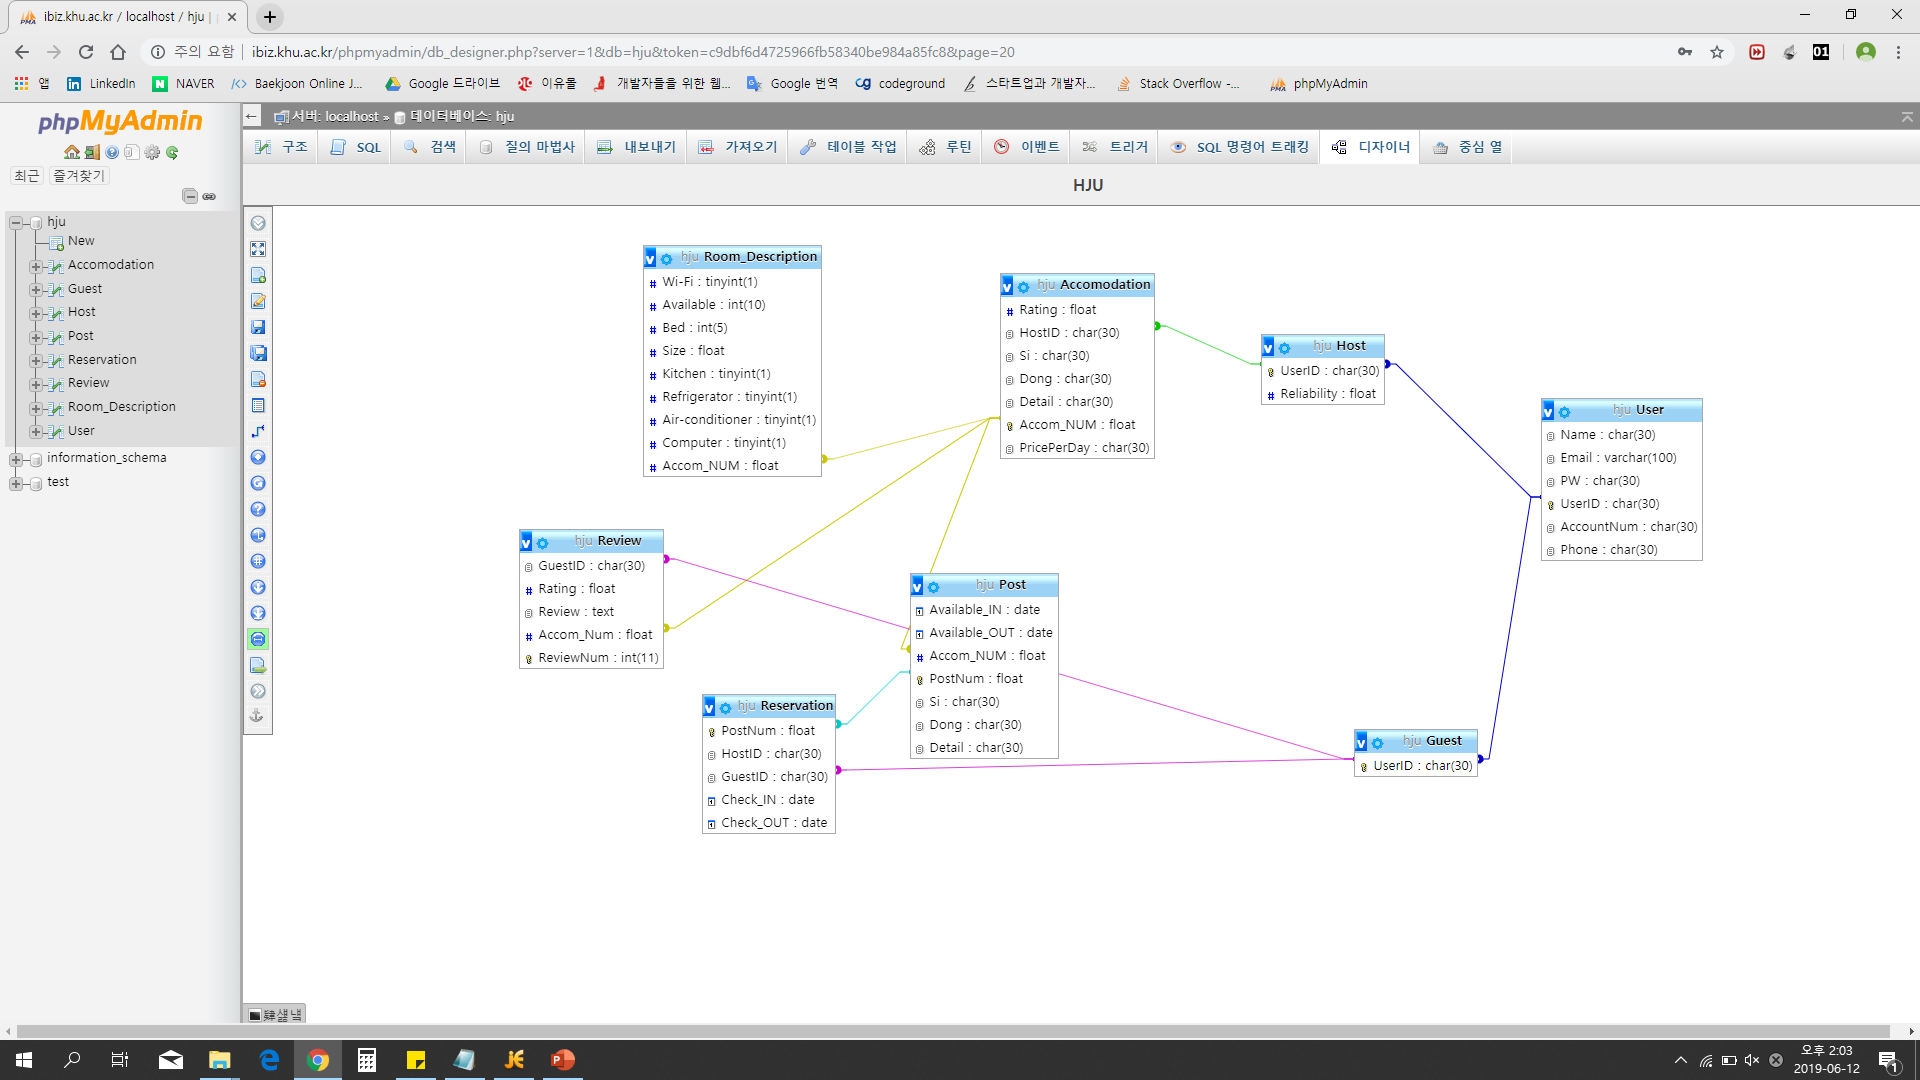 ibiz.khu.ac.kr / localhost / hju |
주의 요함 | ibiz.khu.ac.kr/phpmyadmin/db_designer.php?server=1&db=hju&token=c9dbf6d4725966fb58340be984a85fc8&page=20
앱 LinkedIn NAVER Baekjoon Online J... Google 드라이브 이유몰 개발자들을 위한 웹... Google 번역 codeground 스타트업과 개발자... Stack Overflow -... phpMyAdmin
phpMyAdmin
최근 즐겨찾기
hju
New
Accomodation
Guest
Host
Post
Reservation
Review
Room_Description
User
information_schema
test
서버: localhost » 데이터베이스: hju
구조 SQL 검색 질의 마법사 내보내기 가져오기 테이블 작업 루틴 이벤트 트리거 SQL 명령어 트래킹 디자이너 중심 열
HJU
hju Room_Description
Wi-Fi : tinyint(1)
Available : int(10)
Bed : int(5)
Size : float
Kitchen : tinyint(1)
Refrigerator : tinyint(1)
Air-conditioner : tinyint(1)
Computer : tinyint(1)
Accom_NUM : float
hju Accomodation
Rating : float
HostID : char(30)
Si : char(30)
Dong : char(30)
Detail : char(30)
Accom_NUM : float
PricePerDay : char(30)
hju Host
UserID : char(30)
Reliability : float
hju User
Name : char(30)
Email : varchar(100)
PW : char(30)
UserID : char(30)
AccountNum : char(30)
Phone : char(30)
hju Review
GuestID : char(30)
Rating : float
Review : text
Accom_Num : float
ReviewNum : int(11)
hju Post
Available_IN : date
Available_OUT : date
Accom_NUM : float
PostNum : float
Si : char(30)
Dong : char(30)
Detail : char(30)
hju Reservation
PostNum : float
HostID : char(30)
GuestID : char(30)
Check_IN : date
Check_OUT : date
hju Guest
UserID : char(30)
오후 2:03
2019-06-12